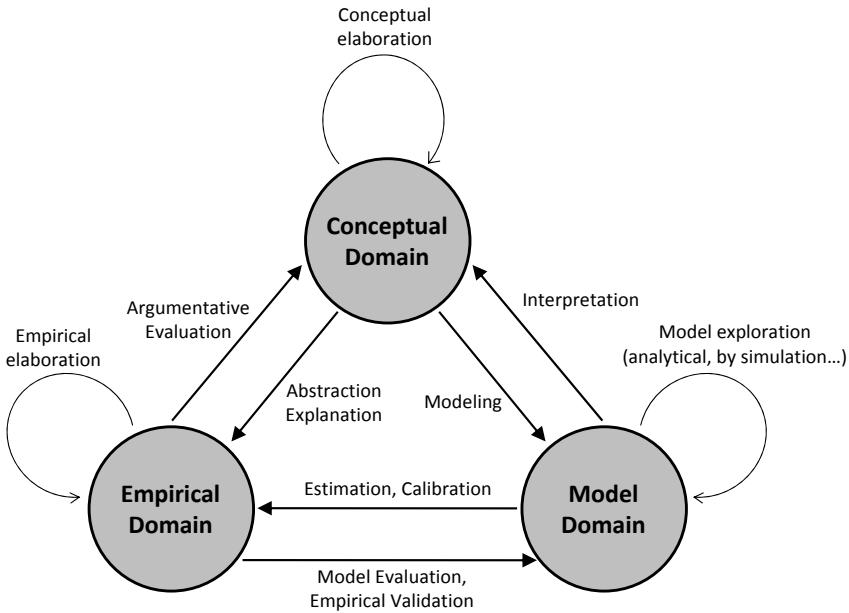 Conceptual
elaboration
Conceptual
Domain
Argumentative
Evaluation
Interpretation
Empirical
elaboration
Model exploration
(analytical, by simulation…)
Abstraction
Explanation
Modeling
Empirical
Domain
Estimation, Calibration
Model
Domain
Model Evaluation,
Empirical Validation